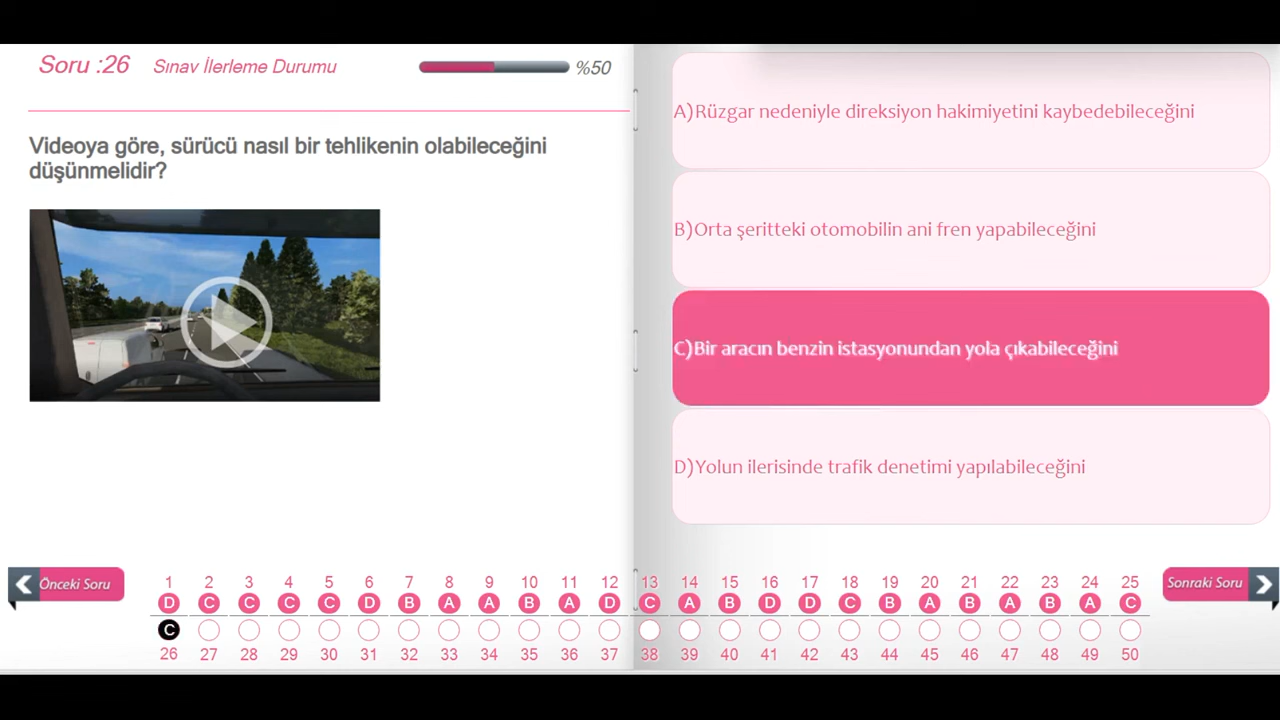 Soru :26 Sınav İlerleme Durumu %50
Videoya göre, sürücü nasıl bir tehlikenin olabileceğini
düşünmelidir?
A)Rüzgar nedeniyle direksiyon hakimiyetini kaybedebileceğini
B)Orta şeritteki otomobilin ani fren yapabileceğini
C)Bir aracın benzin istasyonundan yola çıkabileceğini
D)Yolun ilerisinde trafik denetimi yapılabileceğini
Önceki Soru
1 2 3 4 5 6 7 8 9 10 11 12 13 14 15 16 17 18 19 20 21 22 23 24 25
D C C C C D B A A B A D C A B D D C B A B A B A C
C
26 27 28 29 30 31 32 33 34 35 36 37 38 39 40 41 42 43 44 45 46 47 48 49 50
Sonraki Soru